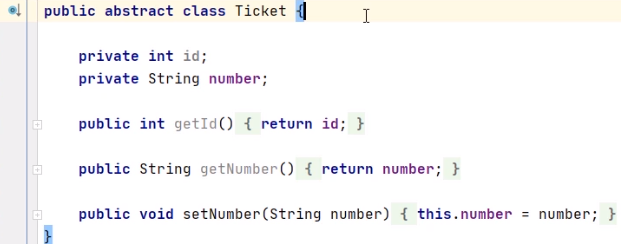 public abstract class Ticket {
private int id;
private String number;
public int getId() { return id; }
public String getNumber() { return number; }
public void setNumber(String number) { this.number = number; }
}